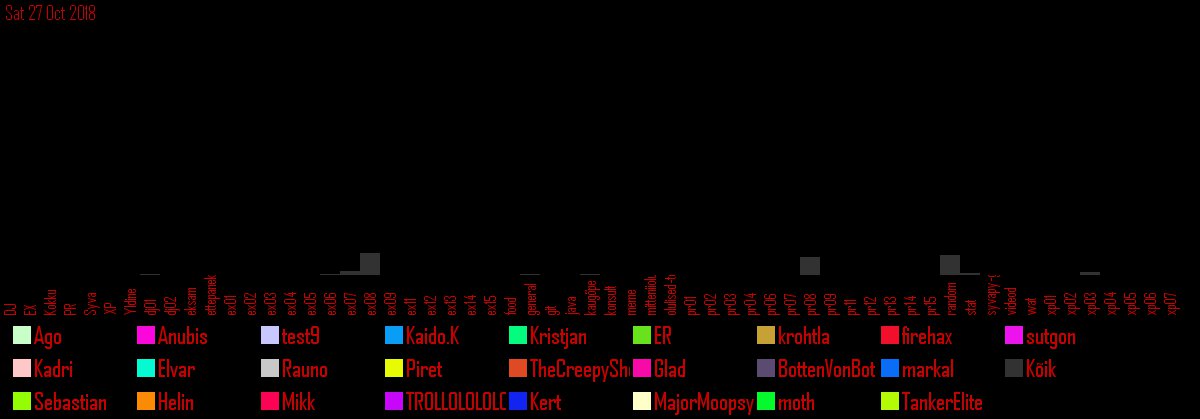 Sat 27 Oct 2018
DJ
EX
Kokku
PR
Syva
XP
Yldine
dj01
dj02
eksam
ettepanek
ex01
ex02
ex03
ex04
ex05
ex06
ex07
ex08
ex09
ex11
ex12
ex13
ex14
ex15
food
general
git
java
kaugõpe
konsult
meme
olulised-t
pr01
pr02
pr03
pr04
pr06
pr07
pr08
pr09
pr11
pr12
pr13
pr14
pr15
random
stat
videod
wat
xp01
xp02
xp03
xp04
xp05
xp06
xp07
Ago Anubis test9 Kaido.K Kristjan ER krohtla firehax sutgon
Kadri Elvar Rauno Piret TheCreepySh Glad BottenVonBot markal Kõik
Sebastian Helin Mikk TROLLOLOLOLO Kert MajorMoopsy moth TankerElite